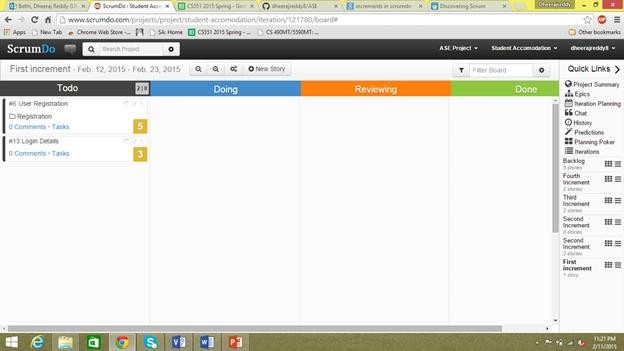 Bethi, Dheeraj Reddy (U
ScrumDo : Student Acco
CS551 2015 Spring - Goo
dheerajreddy8/ASE
increments in scrumdo
Discovering Scrum
Dheerajreddy
www.scrumdo.com/projects/project/student-accomodation/iteration/121780/board#
Apps
Bookmarks
New Tab
Chrome Web Store -
SA: Home
CS551 2015 Spring -
CS-490MT/5590MT:
Other bookmarks
ScrumDo
Search Project
ASE Project
Student Accomodation
dheerajreddy8
First increment - Feb. 12, 2015 - Feb. 23, 2015
New Story
Filter Board
Quick Links
Todo
2 | 8
Doing
Reviewing
Done
#6 User Registration
Registration
0 Comments - Tasks
5
#13 Login Details
0 Comments - Tasks
3
Project Summary
Epics
Iteration Planning
Chat
History
Predictions
Planning Poker
Iterations
Backlog
5 stories
Fourth
Increment
2 stories
Third
Increment
2 stories
Second
Increment
0 stories
Second
Increment
2 stories
First
increment
1 story
11:21 PM
2/11/2015